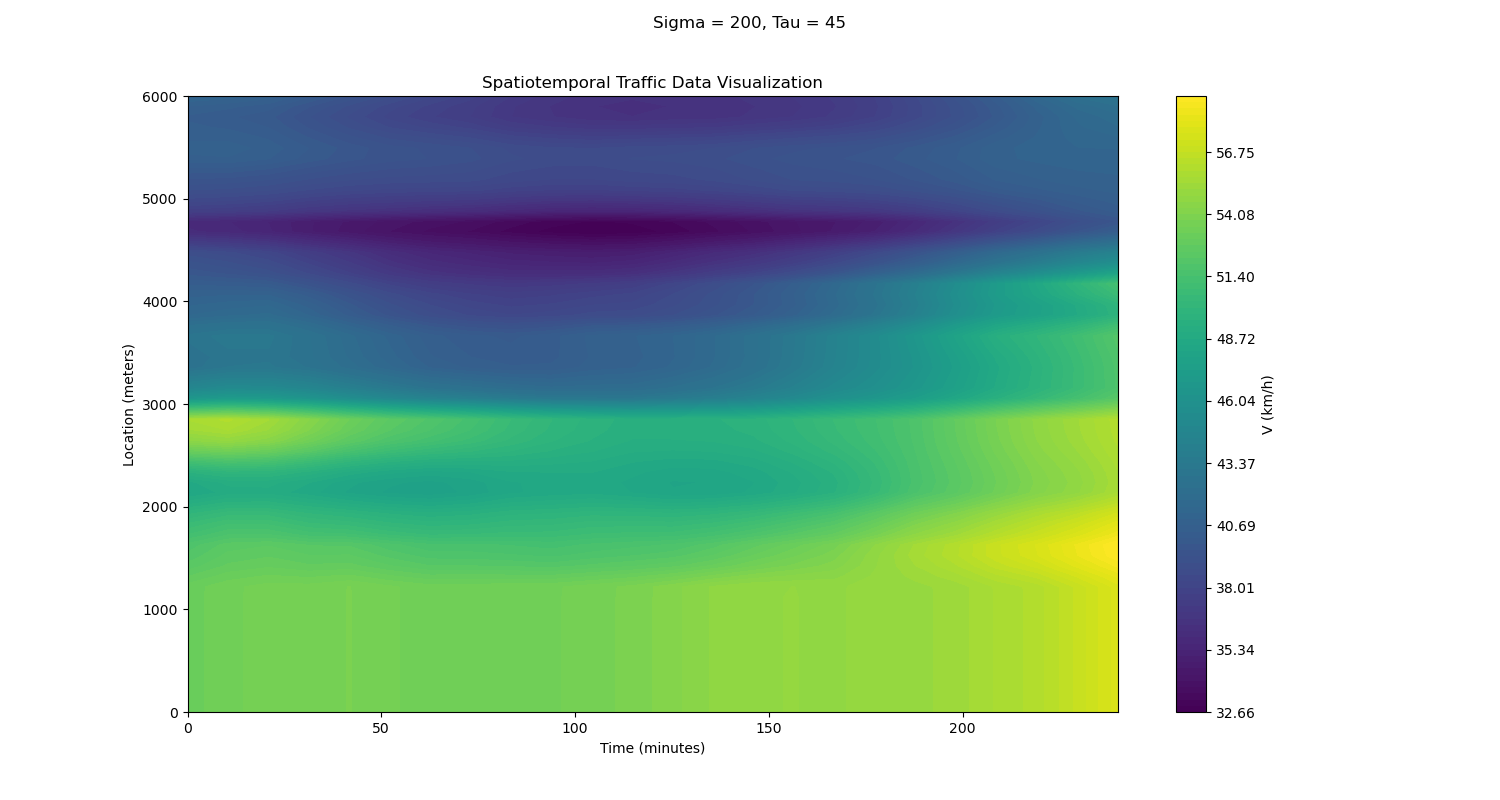 Sigma = 200, Tau = 45
Spatiotemporal Traffic Data Visualization
6000
5000
4000
3000
2000
1000
0
Location (meters)
0 50 100 150 200
Time (minutes)
56.75
54.08
51.40
48.72
46.04
43.37
40.69
38.01
35.34
32.66
V (km/h)